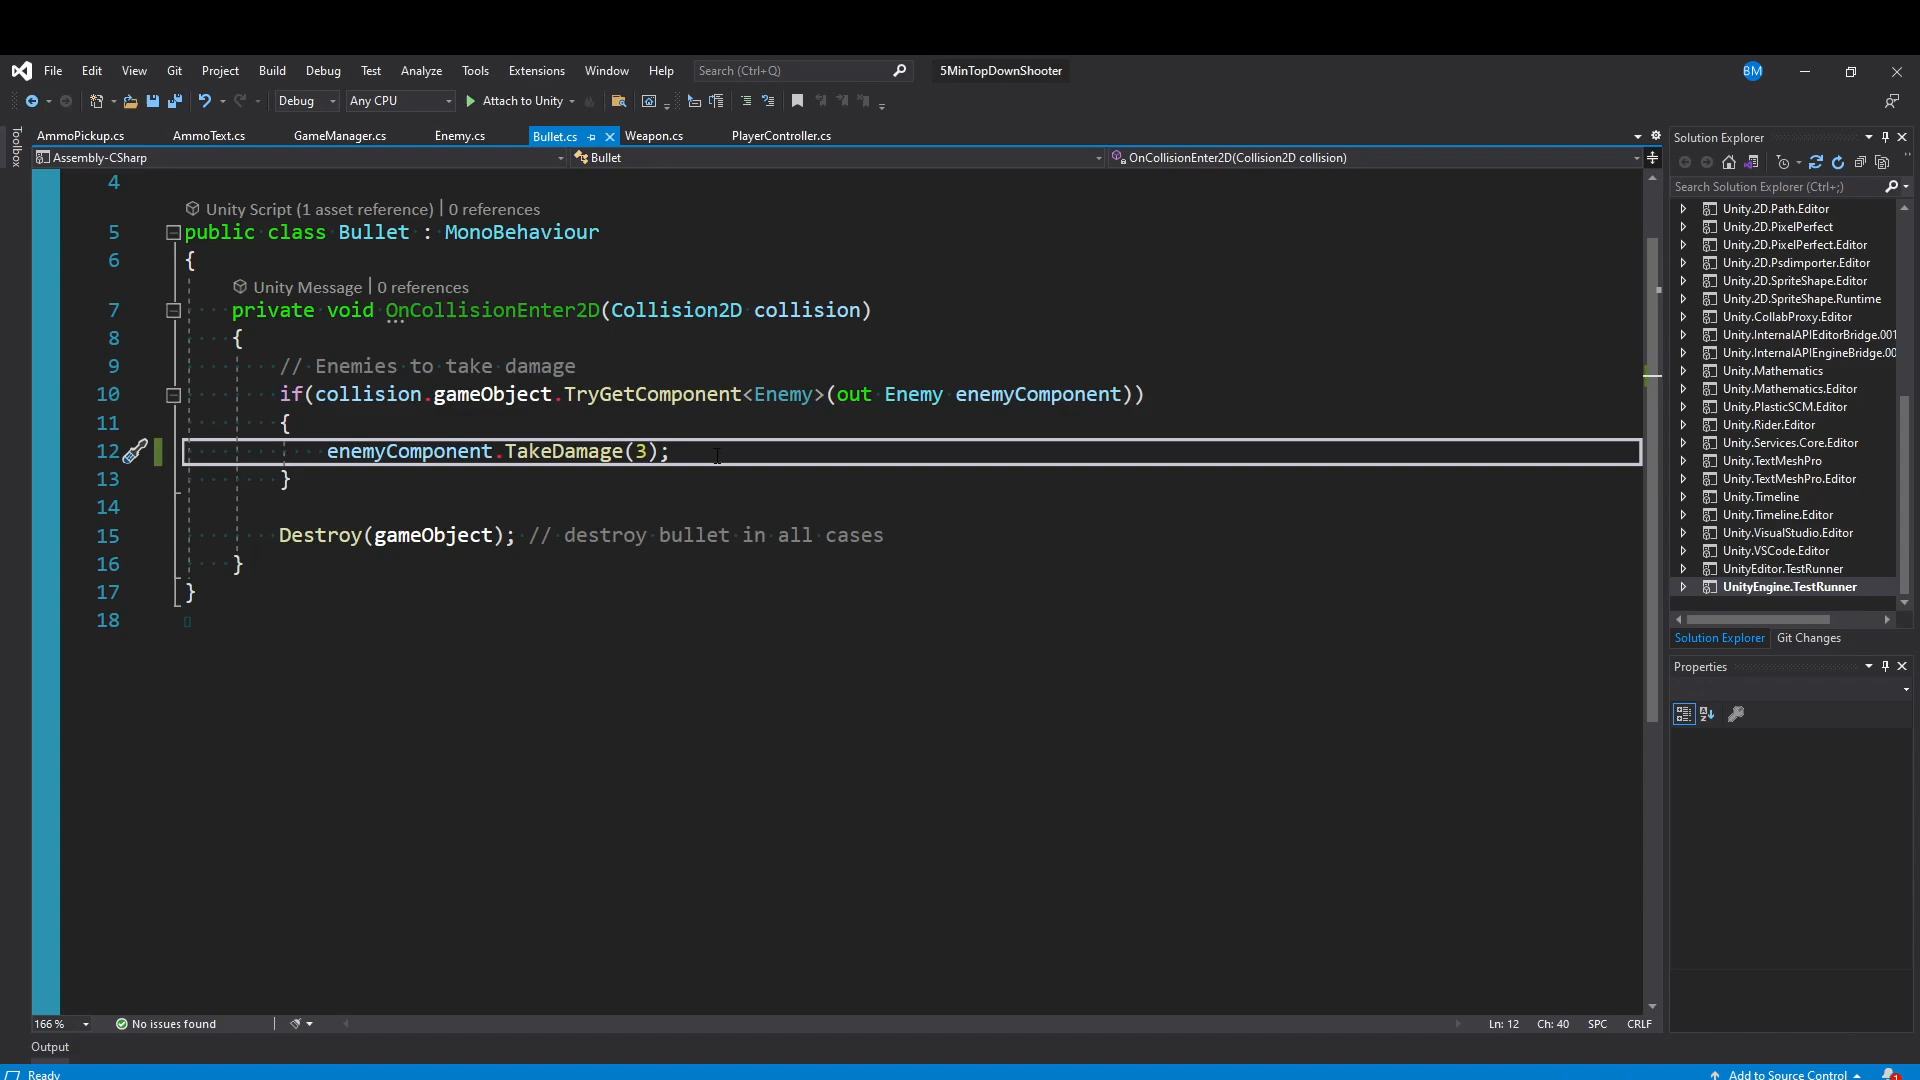 File Edit View Git Project Build Debug Test Analyze Tools Extensions Window Help Search (Ctrl+Q) 5MinTopDownShooter BM
Debug Any CPU Attach to Unity
AmmoPickup.cs AmmoText.cs GameManager.cs Enemy.cs Bullet.cs Weapon.cs PlayerController.cs
Toolbox
Assembly-CSharp Bullet OnCollisionEnter2D(Collision2D collision)
4
Unity Script (1 asset reference) | 0 references
5 public class Bullet : MonoBehaviour
6 {
Unity Message | 0 references
7 private void OnCollisionEnter2D(Collision2D collision)
8 {
9 // Enemies to take damage
10 if(collision.gameObject.TryGetComponent<Enemy>(out Enemy enemyComponent))
11 {
12 enemyComponent.TakeDamage(3);
13 }
14
15 Destroy(gameObject); // destroy bullet in all cases
16 }
17 }
18
166 % No issues found Ln: 12 Ch: 40 SPC CRLF
Output
Ready Add to Source Control 1
Solution Explorer
Search Solution Explorer (Ctrl+;)
Unity.2D.Path.Editor
Unity.2D.PixelPerfect
Unity.2D.PixelPerfect.Editor
Unity.2D.Psdimporter.Editor
Unity.2D.SpriteShape.Editor
Unity.2D.SpriteShape.Runtime
Unity.CollabProxy.Editor
Unity.InternalAPIEditorBridge.001
Unity.InternalAPIEngineBridge.00
Unity.Mathematics
Unity.Mathematics.Editor
Unity.PlasticSCM.Editor
Unity.Rider.Editor
Unity.Services.Core.Editor
Unity.TextMeshPro
Unity.TextMeshPro.Editor
Unity.Timeline
Unity.Timeline.Editor
Unity.VisualStudio.Editor
Unity.VSCode.Editor
UnityEditor.TestRunner
UnityEngine.TestRunner
Solution Explorer Git Changes
Properties